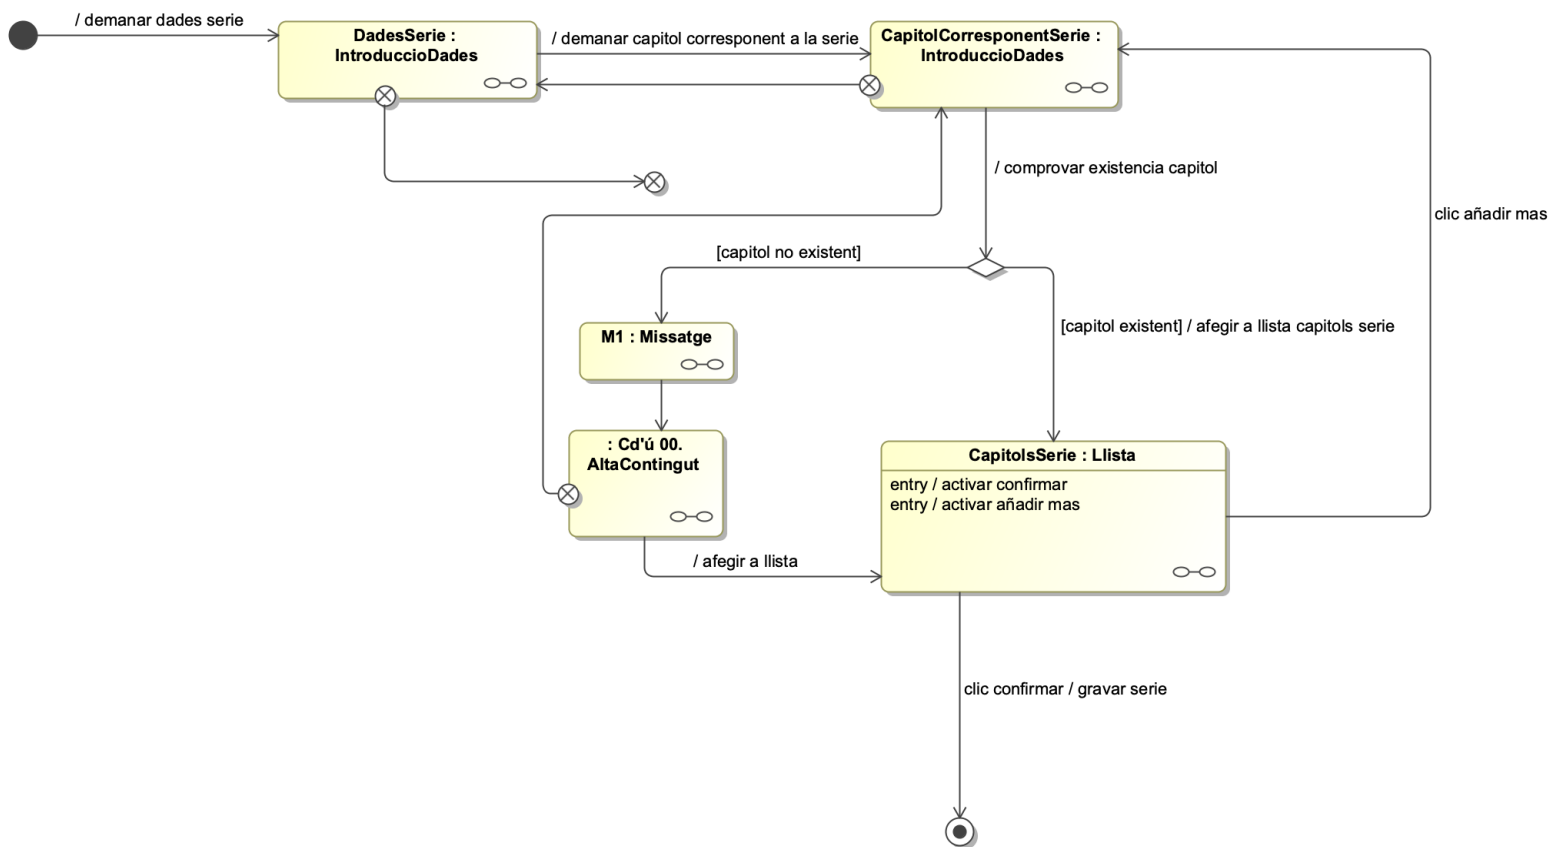 / demanar dades serie
DadesSerie :
IntroduccioDades
/ demanar capitol corresponent a la serie
CapitolCorresponentSerie :
IntroduccioDades
/ comprovar existencia capitol
clic añadir mas
[capitol no existent]
M1 : Missatge
[capitol existent] / afegir a llista capitols serie
: Cd'ú 00.
AltaContingut
CapitolsSerie : Llista
entry / activar confirmar
entry / activar añadir mas
/ afegir a llista
clic confirmar / gravar serie